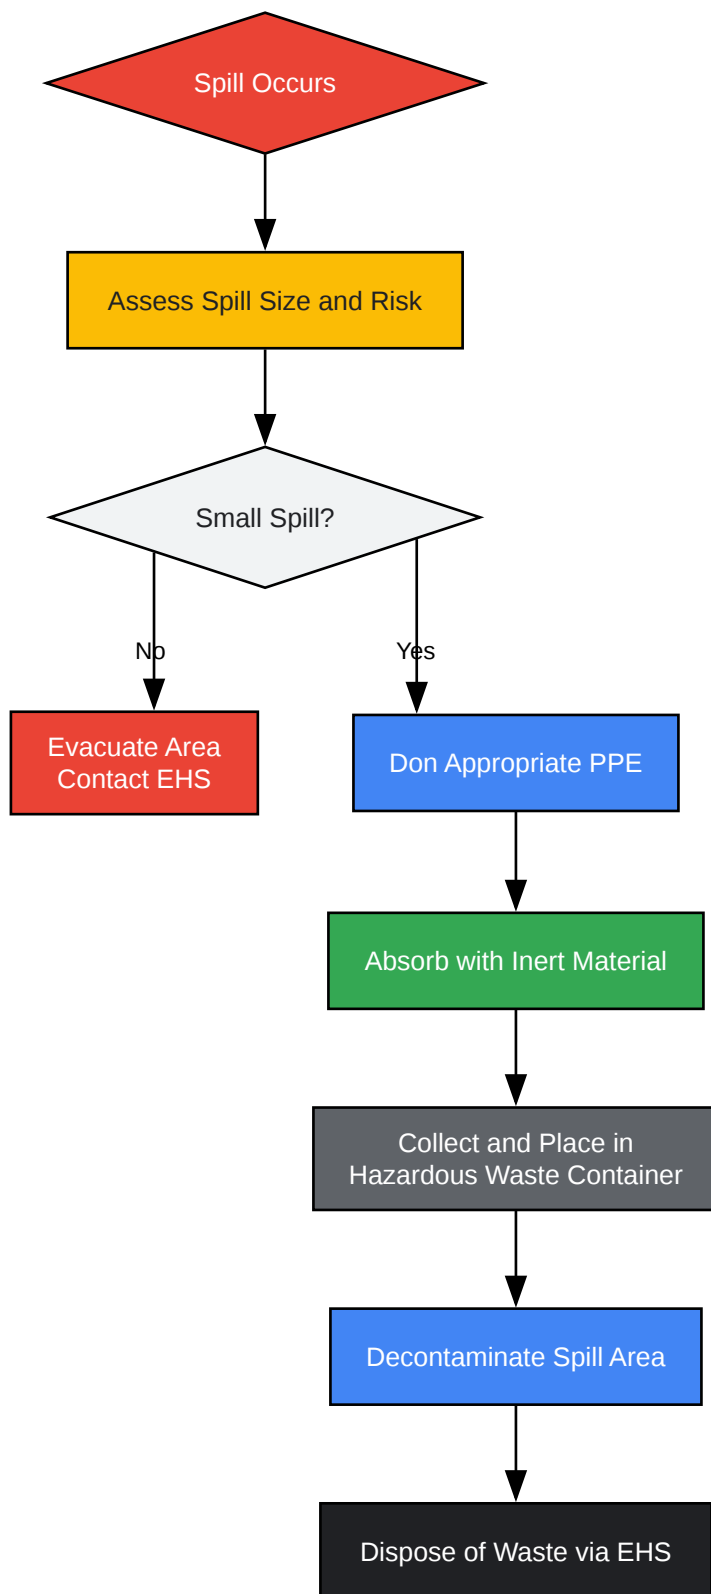 Spill Occurs
Assess Spill Size and Risk
Small Spill?
No
Yes
Evacuate Area
Contact EHS
Don Appropriate PPE
Absorb with Inert Material
Collect and Place in
Hazardous Waste Container
Decontaminate Spill Area
Dispose of Waste via EHS